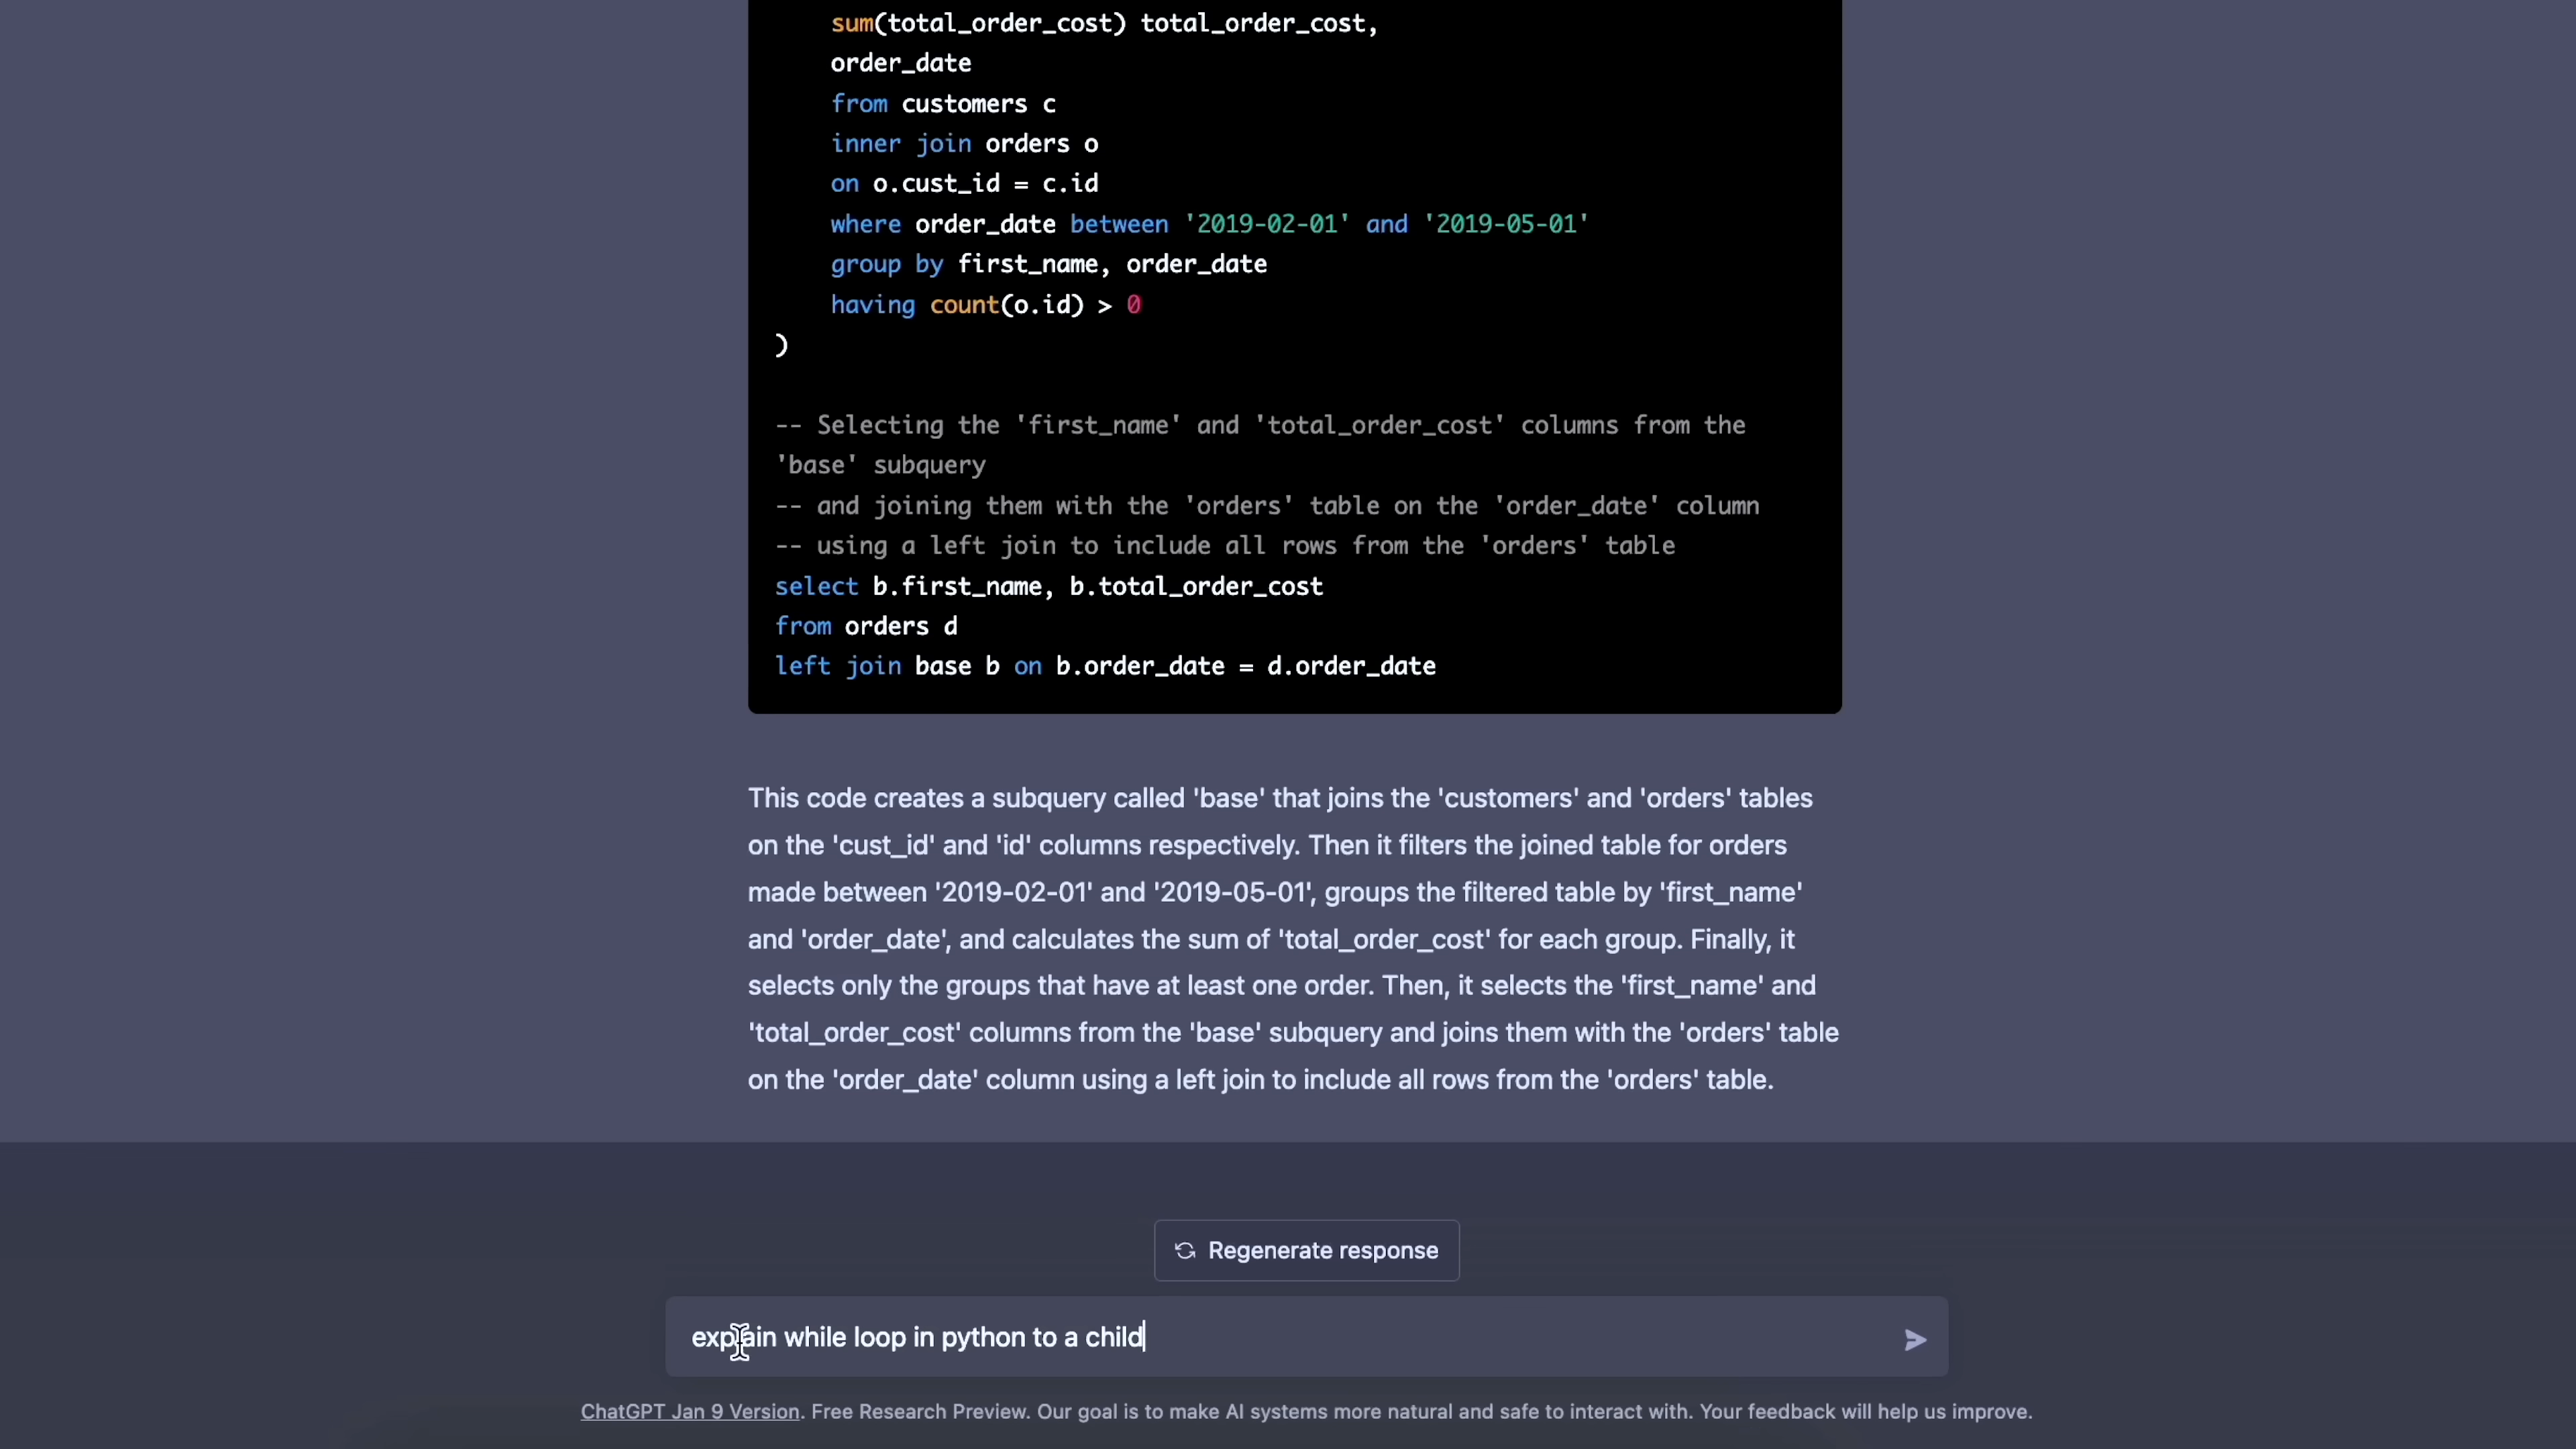 sum(total_order_cost) total_order_cost,
order_date
from customers c
inner join orders o
on o.cust_id = c.id
where order_date between '2019-02-01' and '2019-05-01'
group by first_name, order_date
having count(o.id) > 0
)
-- Selecting the 'first_name' and 'total_order_cost' columns from the
'base' subquery
-- and joining them with the 'orders' table on the 'order_date' column
-- using a left join to include all rows from the 'orders' table
select b.first_name, b.total_order_cost
from orders d
left join base b on b.order_date = d.order_date
This code creates a subquery called 'base' that joins the 'customers' and 'orders' tables
on the 'cust_id' and 'id' columns respectively. Then it filters the joined table for orders
made between '2019-02-01' and '2019-05-01', groups the filtered table by 'first_name'
and 'order_date', and calculates the sum of 'total_order_cost' for each group. Finally, it
selects only the groups that have at least one order. Then, it selects the 'first_name' and
'total_order_cost' columns from the 'base' subquery and joins them with the 'orders' table
on the 'order_date' column using a left join to include all rows from the 'orders' table.
Regenerate response
explain while loop in python to a child
ChatGPT Jan 9 Version. Free Research Preview. Our goal is to make AI systems more natural and safe to interact with. Your feedback will help us improve.